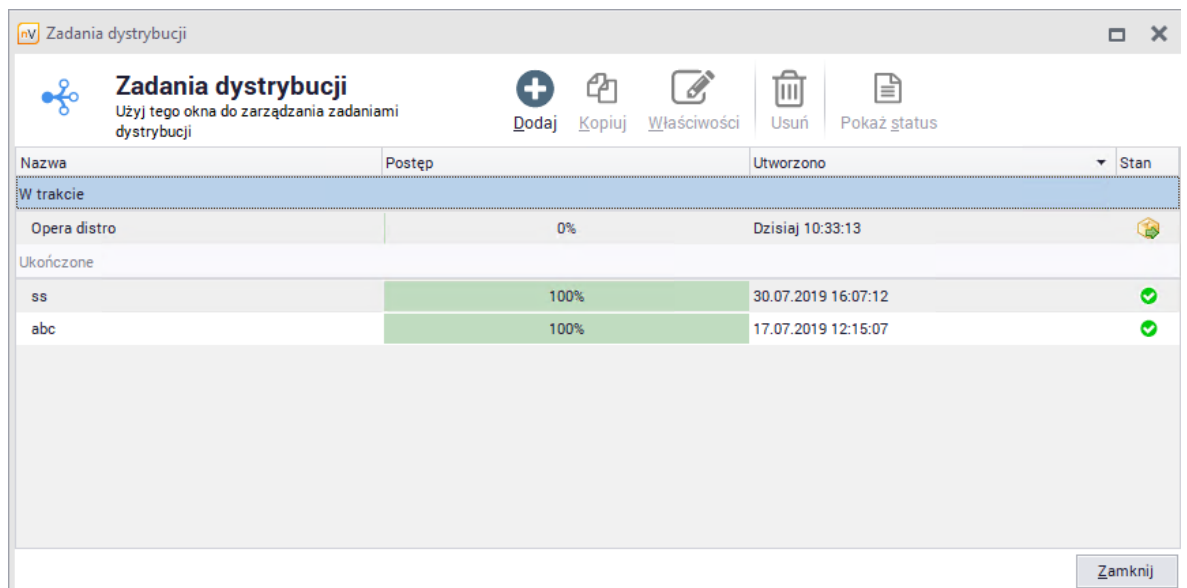 nV Zadania dystrybucji
Zadania dystrybucji
Użyj tego okna do zarządzania zadaniami
dystrybucji
Dodaj Kopiuj Właściwości Usuń Pokaż status
Nazwa Postęp Utworzono Stan
W trakcie
Opera distro 0% Dzisiaj 10:33:13
Ukończone
ss 100% 30.07.2019 16:07:12
abc 100% 17.07.2019 12:15:07
Zamknij